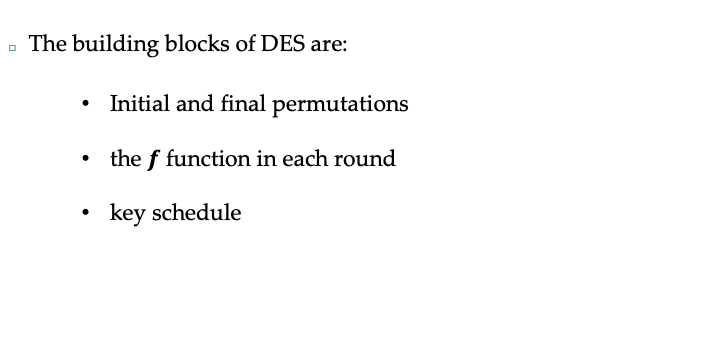 ▫ The building blocks of DES are:
• Initial and final permutations
• the f function in each round
• key schedule